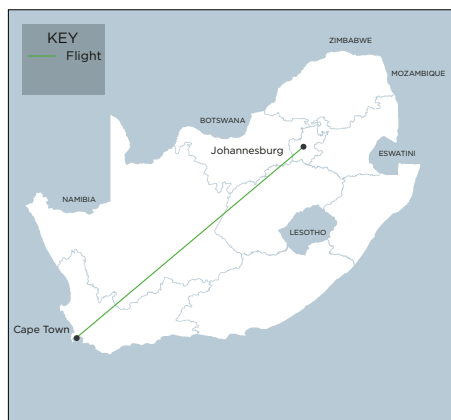 KEY
Flight
ZIMBABWE
MOZAMBIQUE
BOTSWANA
Johannesburg
ESWATINI
NAMIBIA
LESOTHO
Cape Town